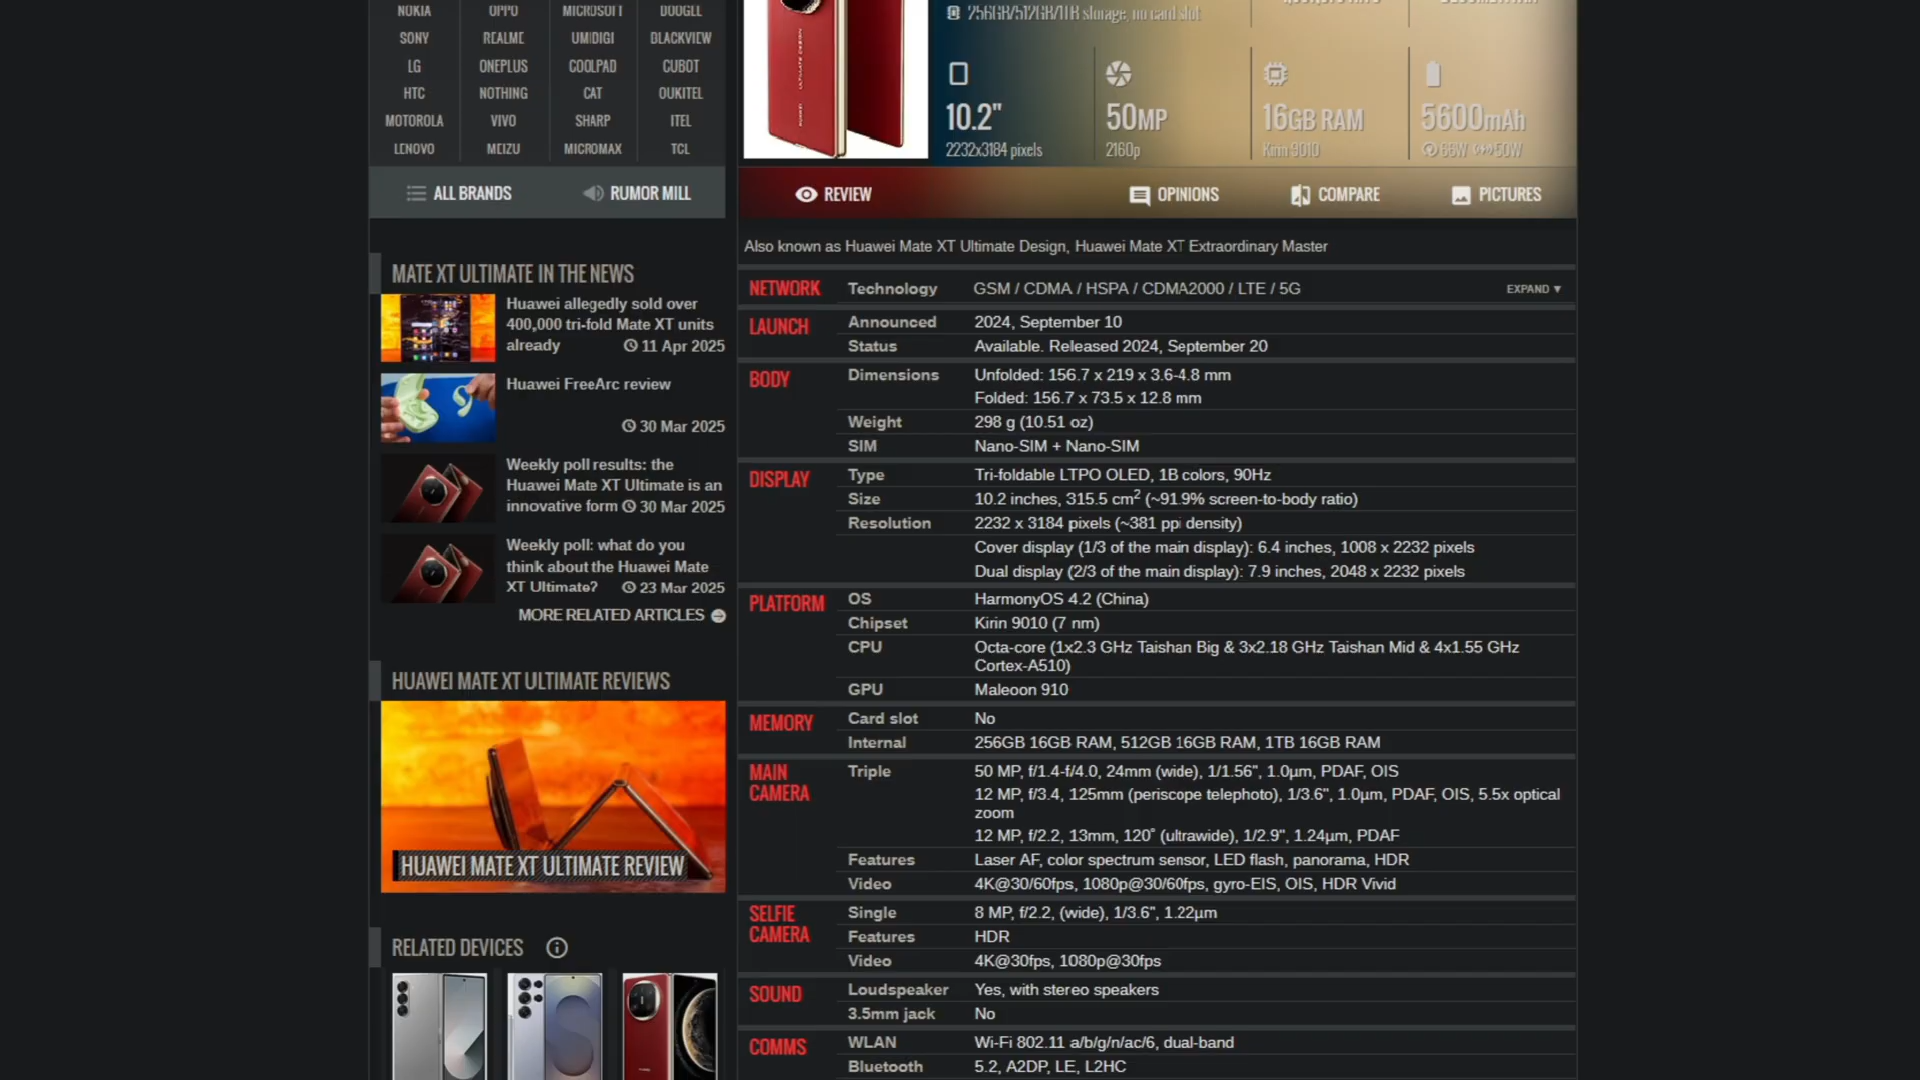 NOKIA OPPO MICROSOFT DOOGEE
SONY REALME UMIDIGI BLACKVIEW
LG ONEPLUS COOLPAD CUBOT
HTC NOTHING CAT OUKITEL
MOTOROLA VIVO SHARP ITEL
LENOVO MEIZU MICROMAX TCL
ALL BRANDS RUMOR MILL
MATE XT ULTIMATE IN THE NEWS
Huawei allegedly sold over
400,000 tri-fold Mate XT units
already 11 Apr 2025
Huawei FreeArc review
30 Mar 2025
Weekly poll results: the
Huawei Mate XT Ultimate is an
innovative form 30 Mar 2025
Weekly poll: what do you
think about the Huawei Mate
XT Ultimate? 23 Mar 2025
MORE RELATED ARTICLES
HUAWEI MATE XT ULTIMATE REVIEWS
HUAWEI MATE XT ULTIMATE REVIEW
RELATED DEVICES
256GB/512GB/1TB storage, no card slot
10.2" 50MP 16GB RAM 5600mAh
2232x3184 pixels 2160p Kirin 9010 66W 50W
REVIEW OPINIONS COMPARE PICTURES
Also known as Huawei Mate XT Ultimate Design, Huawei Mate XT Extraordinary Master
NETWORK Technology GSM / CDMA / HSPA / CDMA2000 / LTE / 5G EXPAND ▼
LAUNCH Announced 2024, September 10
Status Available. Released 2024, September 20
BODY Dimensions Unfolded: 156.7 x 219 x 3.6-4.8 mm
Folded: 156.7 x 73.5 x 12.8 mm
Weight 298 g (10.51 oz)
SIM Nano-SIM + Nano-SIM
DISPLAY Type Tri-foldable LTPO OLED, 1B colors, 90Hz
Size 10.2 inches, 315.5 cm2 (~91.9% screen-to-body ratio)
Resolution 2232 x 3184 pixels (~381 ppi density)
Cover display (1/3 of the main display): 6.4 inches, 1008 x 2232 pixels
Dual display (2/3 of the main display): 7.9 inches, 2048 x 2232 pixels
PLATFORM OS HarmonyOS 4.2 (China)
Chipset Kirin 9010 (7 nm)
CPU Octa-core (1x2.3 GHz Taishan Big & 3x2.18 GHz Taishan Mid & 4x1.55 GHz
Cortex-A510)
GPU Maleoon 910
MEMORY Card slot No
Internal 256GB 16GB RAM, 512GB 16GB RAM, 1TB 16GB RAM
MAIN CAMERA Triple 50 MP, f/1.4-f/4.0, 24mm (wide), 1/1.56", 1.0µm, PDAF, OIS
12 MP, f/3.4, 125mm (periscope telephoto), 1/3.6", 1.0µm, PDAF, OIS, 5.5x optical
zoom
12 MP, f/2.2, 13mm, 120˚ (ultrawide), 1/2.9", 1.24µm, PDAF
Features Laser AF, color spectrum sensor, LED flash, panorama, HDR
Video 4K@30/60fps, 1080p@30/60fps, gyro-EIS, OIS, HDR Vivid
SELFIE CAMERA Single 8 MP, f/2.2, (wide), 1/3.6", 1.22µm
Features HDR
Video 4K@30fps, 1080p@30fps
SOUND Loudspeaker Yes, with stereo speakers
3.5mm jack No
COMMS WLAN Wi-Fi 802.11 a/b/g/n/ac/6, dual-band
Bluetooth 5.2, A2DP, LE, L2HC